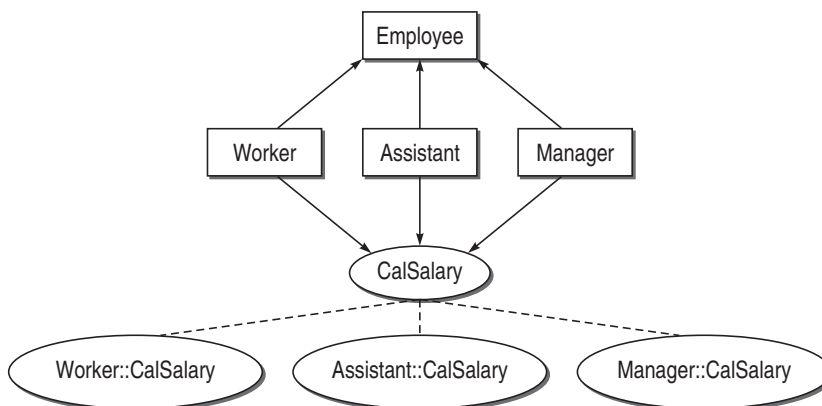 Employee
Worker Assistant Manager
CalSalary
Worker::CalSalary Assistant::CalSalary Manager::CalSalary